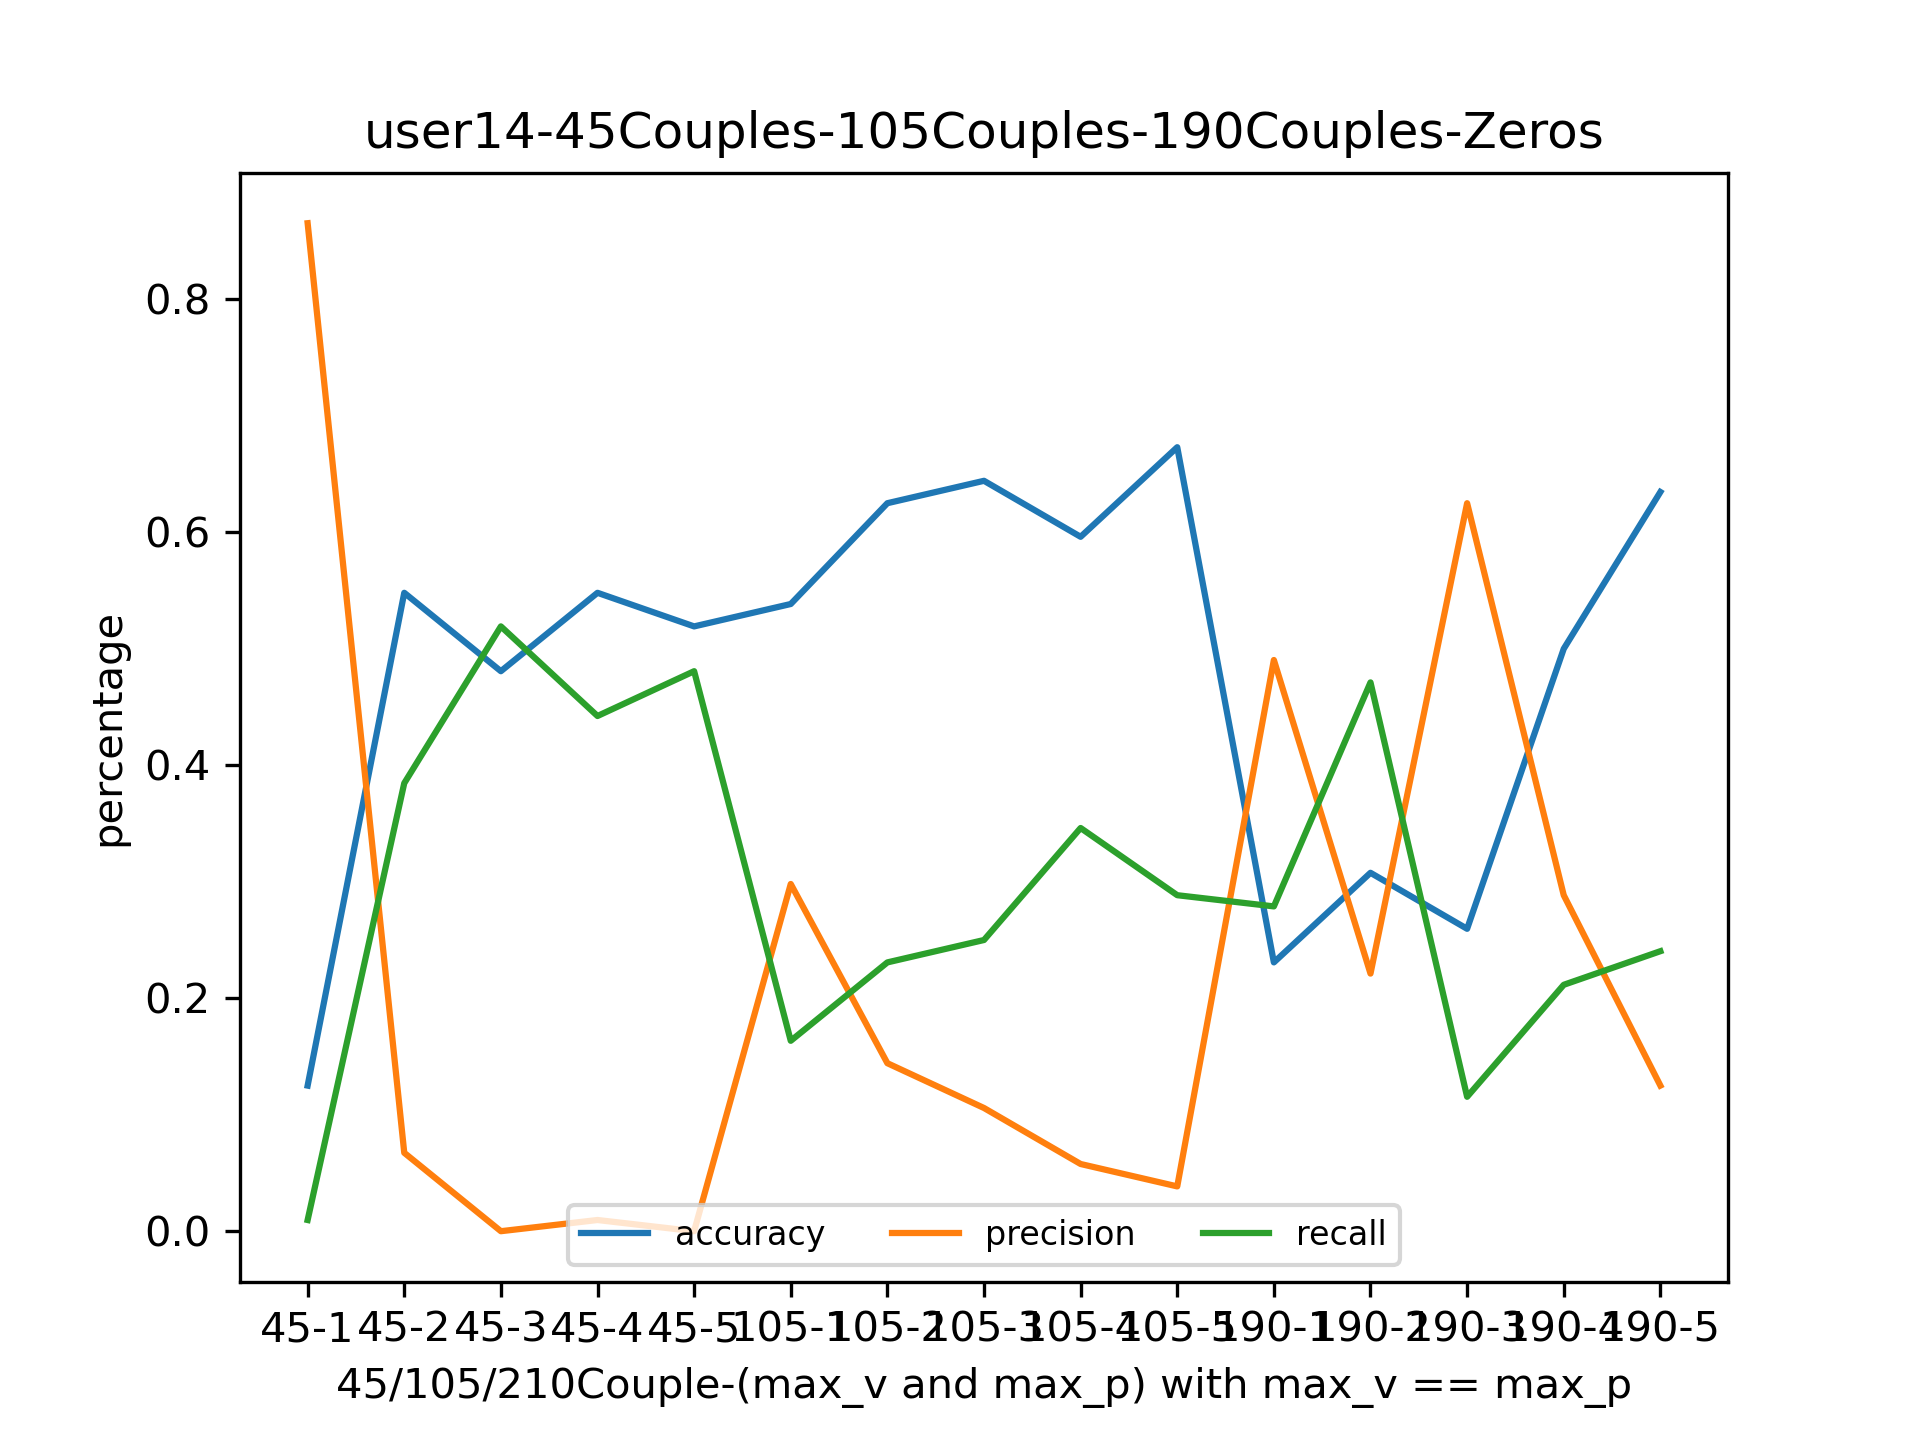 user14-45Couples-105Couples-190Couples-Zeros
percentage
0.8
0.6
0.4
0.2
0.0
accuracy precision recall
45-1 45-2 45-3 45-4 45-5 105-1 105-2 105-3 105-4 105-5 190-1 190-2 190-3 190-4 190-5
45/105/210Couple-(max_v and max_p) with max_v == max_p